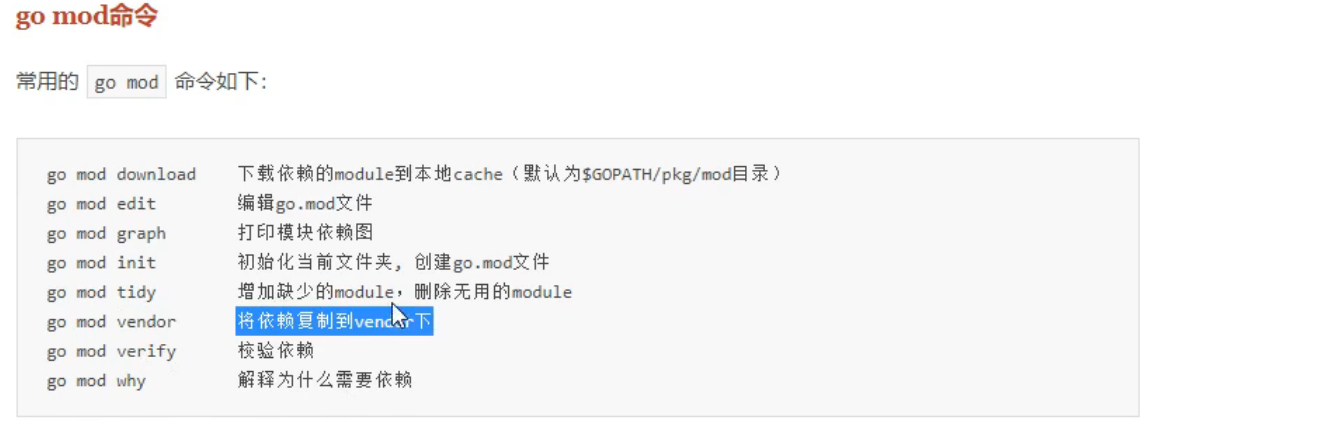 go mod命令
常用的 go mod 命令如下：
go mod download 下载依赖的module到本地cache（默认为$GOPATH/pkg/mod目录）
go mod edit 编辑go.mod文件
go mod graph 打印模块依赖图
go mod init 初始化当前文件夹, 创建go.mod文件
go mod tidy 增加缺少的module，删除无用的module
go mod vendor 将依赖复制到vendor下
go mod verify 校验依赖
go mod why 解释为什么需要依赖